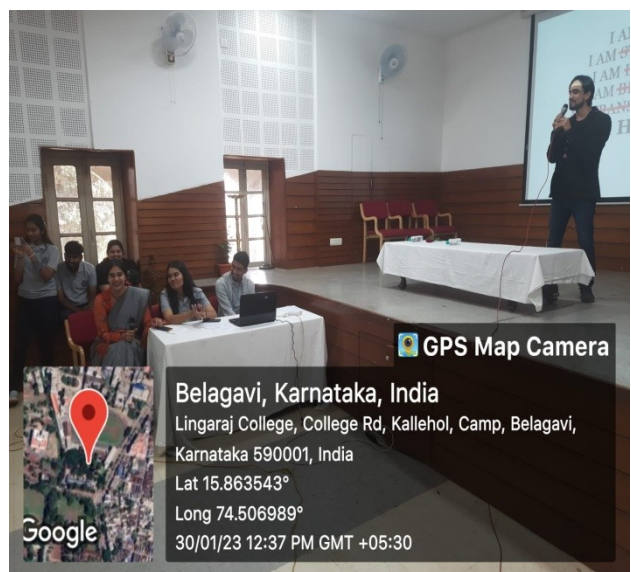 I AM
I AM
I AM
H
GPS Map Camera
Belagavi, Karnataka, India
Lingaraj College, College Rd, Kallehol, Camp, Belagavi,
Karnataka 590001, India
Lat 15.863543°
Long 74.506989°
30/01/23 12:37 PM GMT +05:30
Google